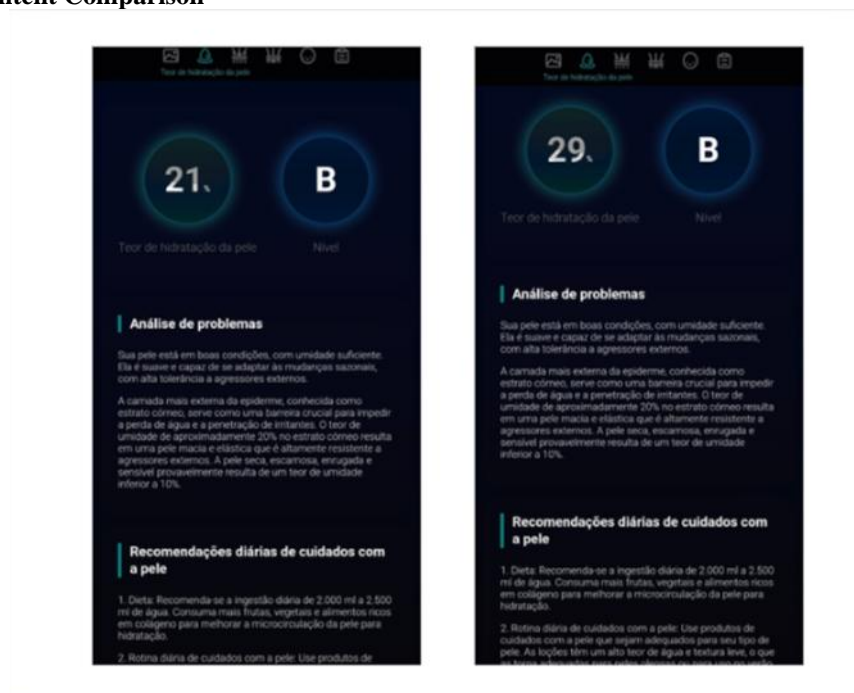 ntent Comparison
Teor de hidratação da pele
21%
B
Teor de hidratação da pele
Nível
Análise de problemas
Sua pele está em boas condições, com umidade suficiente.
Ela é suave e capaz de se adaptar às mudanças sazonais,
com alta tolerância a agressores externos.
A camada mais externa da epiderme, conhecida como
estrato córneo, serve como uma barreira crucial para impedir
a perda de água e a penetração de irritantes. O teor de
umidade de aproximadamente 20% no estrato córneo resulta
em uma pele macia e elástica que é altamente resistente a
agressores externos. A pele seca, escamosa, enrugada e
sensível provavelmente resulta de um teor de umidade
inferior a 10%.
Recomendações diárias de cuidados com
a pele
1. Dieta: Recomenda-se a ingestão diária de 2.000 ml a 2.500
ml de água. Consuma mais frutas, vegetais e alimentos ricos
em colágeno para melhorar a microcirculação da pele para
hidratação.
2. Rotina diária de cuidados com a pele: Use produtos de
Teor de hidratação da pele
29%
B
Teor de hidratação da pele
Nível
Análise de problemas
Sua pele está em boas condições, com umidade suficiente.
Ela é suave e capaz de se adaptar às mudanças sazonais,
com alta tolerância a agressores externos.
A camada mais externa da epiderme, conhecida como
estrato córneo, serve como uma barreira crucial para impedir
a perda de água e a penetração de irritantes. O teor de
umidade de aproximadamente 20% no estrato córneo resulta
em uma pele macia e elástica que é altamente resistente a
agressores externos. A pele seca, escamosa, enrugada e
sensível provavelmente resulta de um teor de umidade
inferior a 10%.
Recomendações diárias de cuidados com
a pele
1. Dieta: Recomenda-se a ingestão diária de 2.000 ml a 2.500
ml de água. Consuma mais frutas, vegetais e alimentos ricos
em colágeno para melhorar a microcirculação da pele para
hidratação.
2. Rotina diária de cuidados com a pele: Use produtos de
cuidados com a pele que sejam adequados para seu tipo de
pele. As loções têm um alto teor de água e textura leve, o que